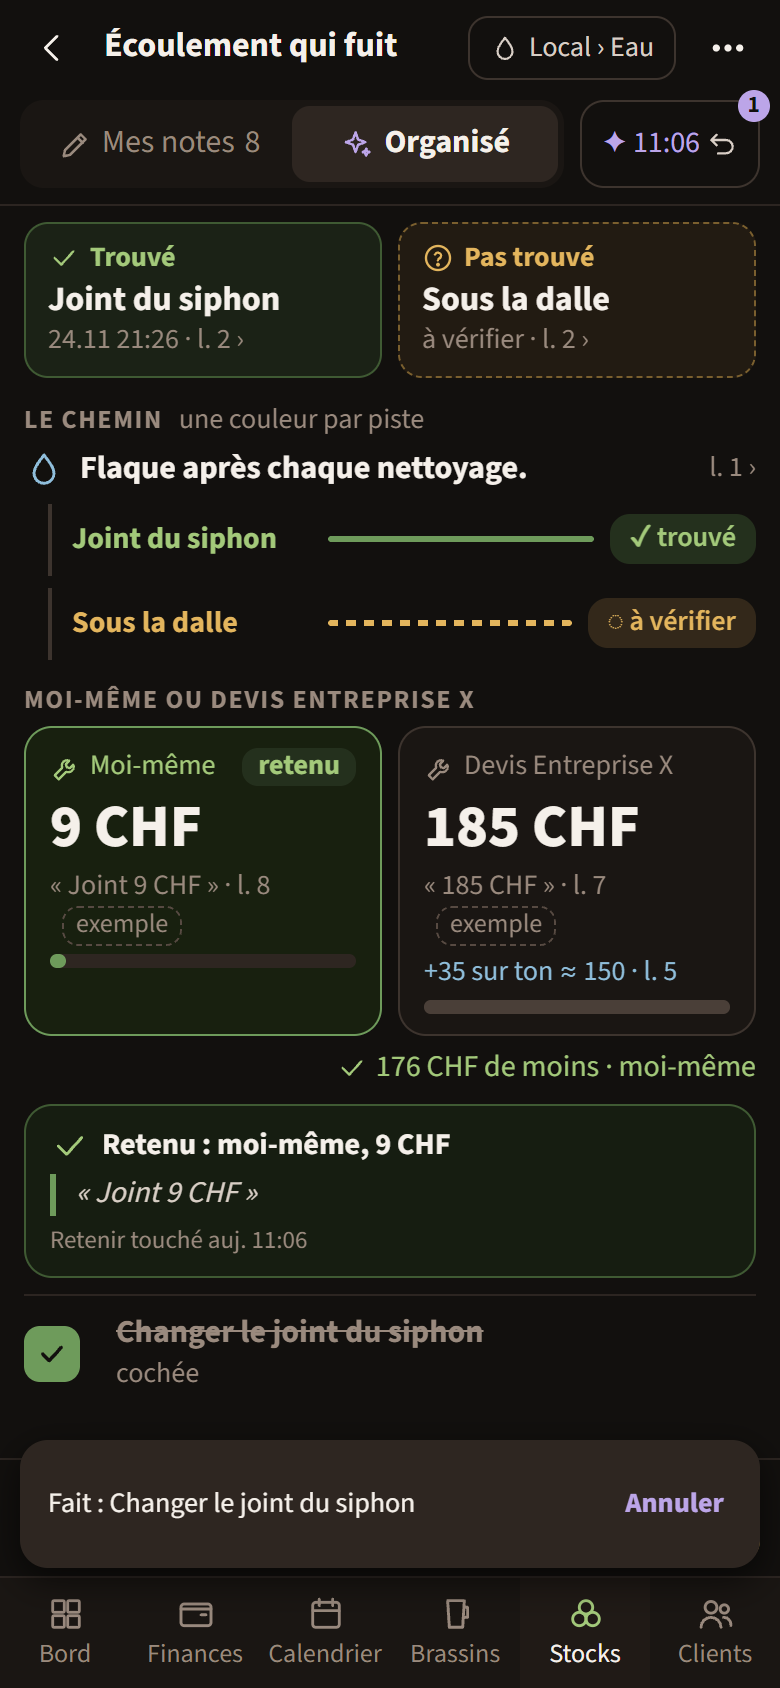 Écoulement qui fuit
Local › Eau
Mes notes 8
Organisé
11:06
1
Trouvé
Joint du siphon
24.11 21:26 · l. 2 ›
Pas trouvé
Sous la dalle
à vérifier · l. 2 ›
LE CHEMIN une couleur par piste
Flaque après chaque nettoyage.
l. 1 ›
Joint du siphon
✓ trouvé
Sous la dalle
à vérifier
MOI-MÊME OU DEVIS ENTREPRISE X
Moi-même
retenu
9 CHF
« Joint 9 CHF » · l. 8
exemple
Devis Entreprise X
185 CHF
« 185 CHF » · l. 7
exemple
+35 sur ton ≈ 150 · l. 5
176 CHF de moins · moi-même
Retenu : moi-même, 9 CHF
« Joint 9 CHF »
Retenir touché auj. 11:06
Changer le joint du siphon
cochée
Fait : Changer le joint du siphon
Annuler
Bord
Finances
Calendrier
Brassins
Stocks
Clients